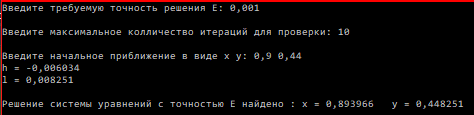 Введите требуемую точность решения E: 0,001
Введите максимальное колличество итераций для проверки: 10
Введите начальное приближение в виде x y: 0,9 0,44
h = -0,006034
l = 0,008251
Решение системы уравнений с точностью E найдено : x = 0,893966 y = 0,448251